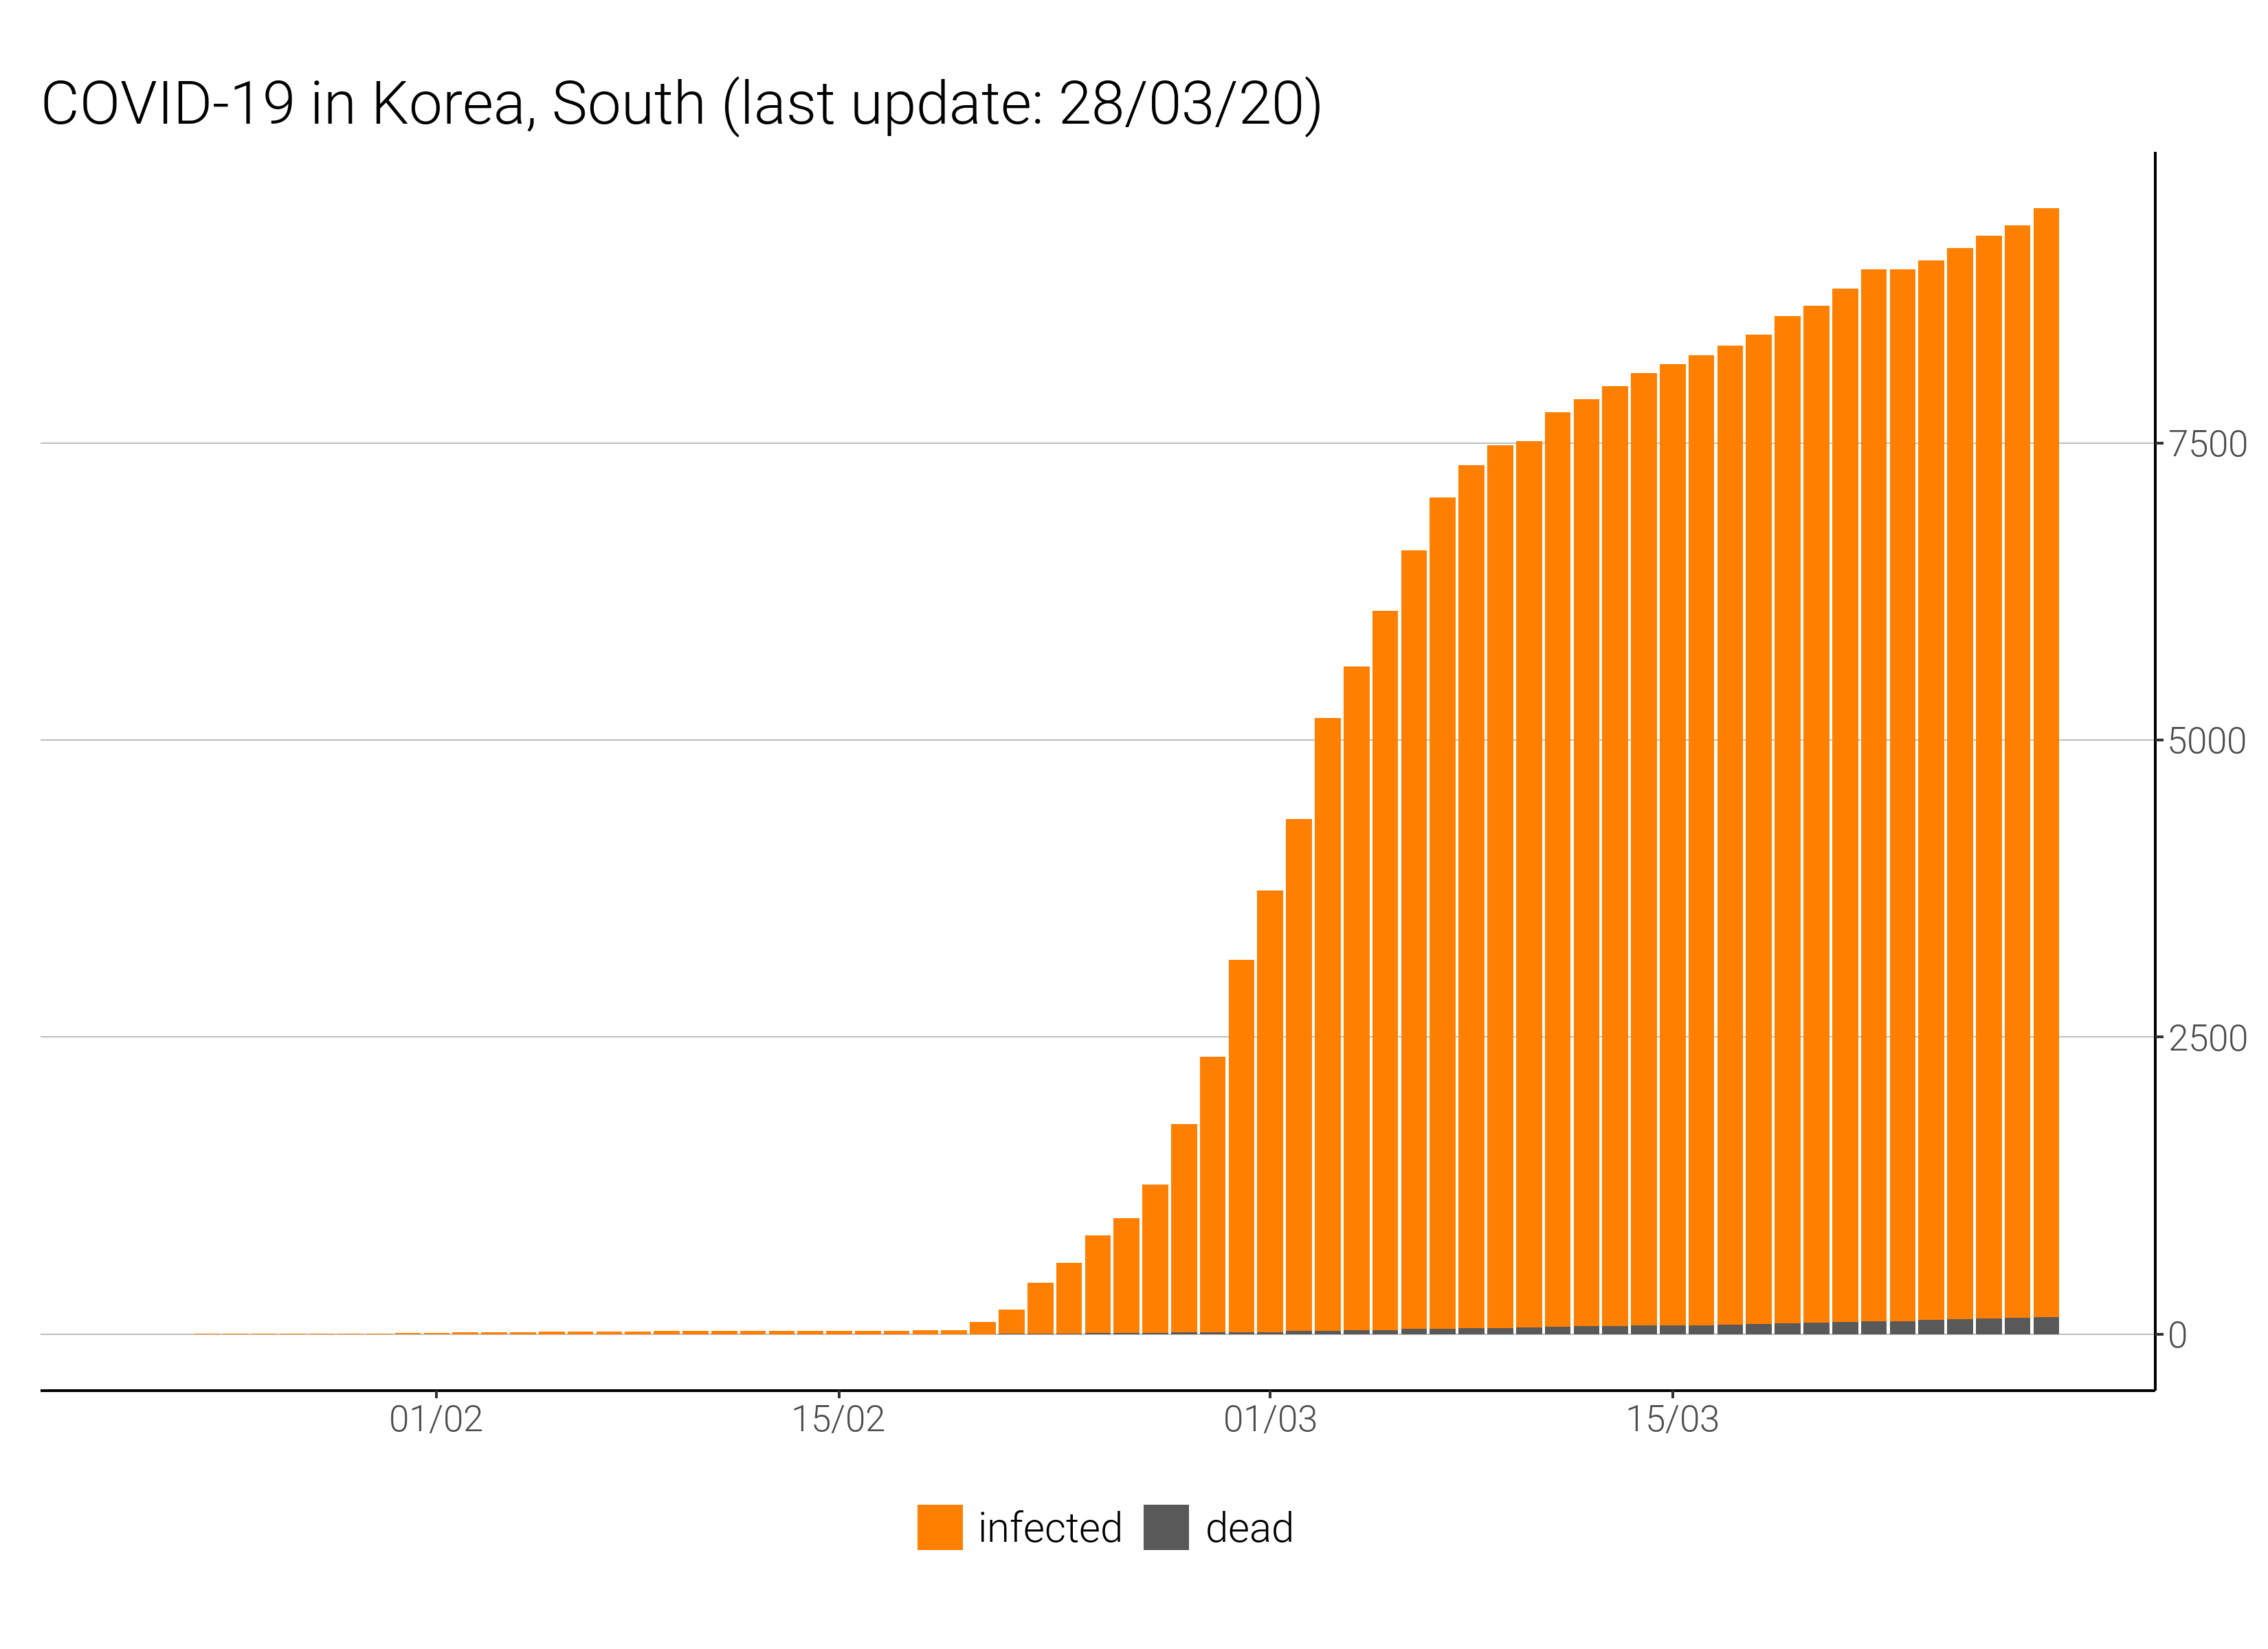 COVID-19 in Korea, South (last update: 28/03/20)
7500
5000
2500
0
01/02 15/02 01/03 15/03
infected dead